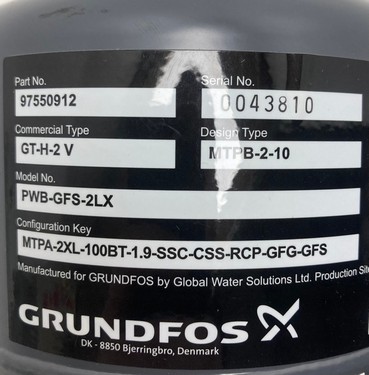 Part No. Serial No.
97550912 0043810
Commercial Type Design Type
GT-H-2 V MTPB-2-10
Model No.
PWB-GFS-2LX
Configuration Key
MTPA-2XL-100BT-1.9-SSC-CSS-RCP-GFG-GFS
Manufactured for GRUNDFOS by Global Water Solutions Ltd. Production Site
GRUNDFOS
DK - 8850 Bjerringbro, Denmark